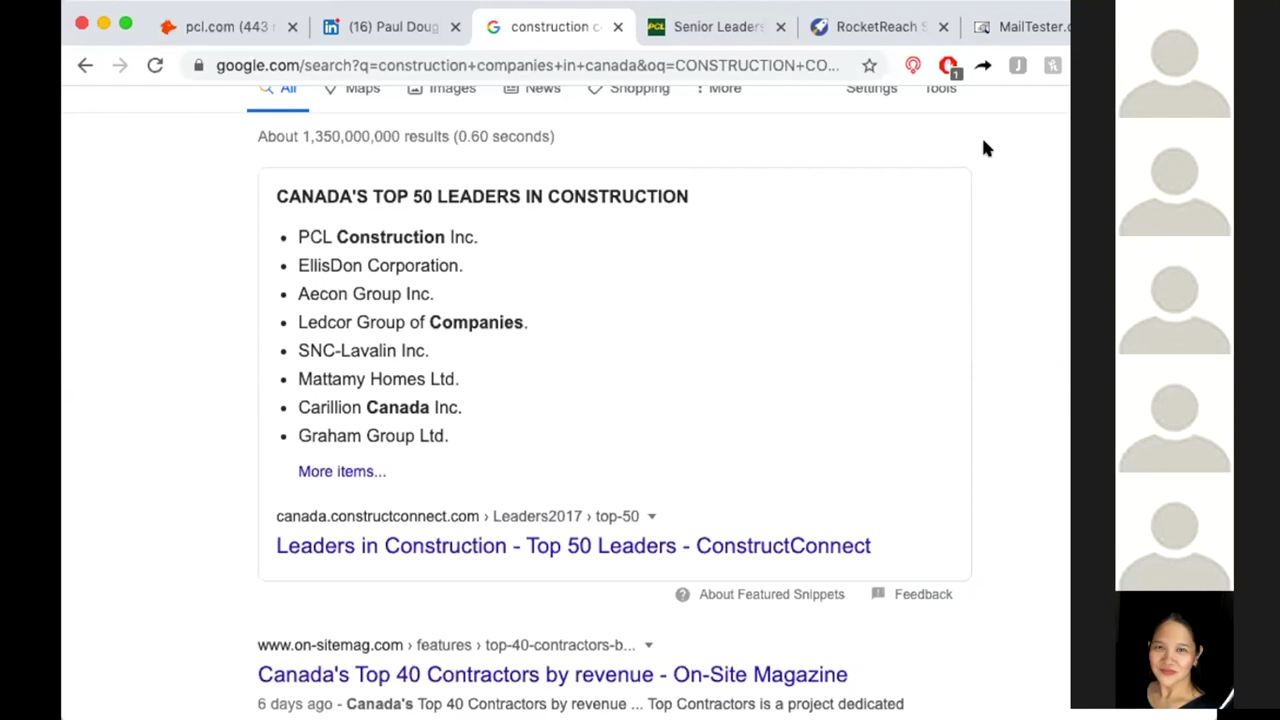 pcl.com (443
(16) Paul Doug
construction c
Senior Leaders
RocketReach S
MailTester.c
google.com/search?q=construction+companies+in+canada&oq=CONSTRUCTION+CO...
1
All Maps Images News Shopping More Settings Tools
About 1,350,000,000 results (0.60 seconds)
CANADA'S TOP 50 LEADERS IN CONSTRUCTION
• PCL Construction Inc.
• EllisDon Corporation.
• Aecon Group Inc.
• Ledcor Group of Companies.
• SNC-Lavalin Inc.
• Mattamy Homes Ltd.
• Carillion Canada Inc.
• Graham Group Ltd.
More items...
canada.constructconnect.com › Leaders2017 › top-50
Leaders in Construction - Top 50 Leaders - ConstructConnect
About Featured Snippets Feedback
www.on-sitemag.com › features › top-40-contractors-b...
Canada's Top 40 Contractors by revenue - On-Site Magazine
6 days ago - Canada's Top 40 Contractors by revenue ... Top Contractors is a project dedicated